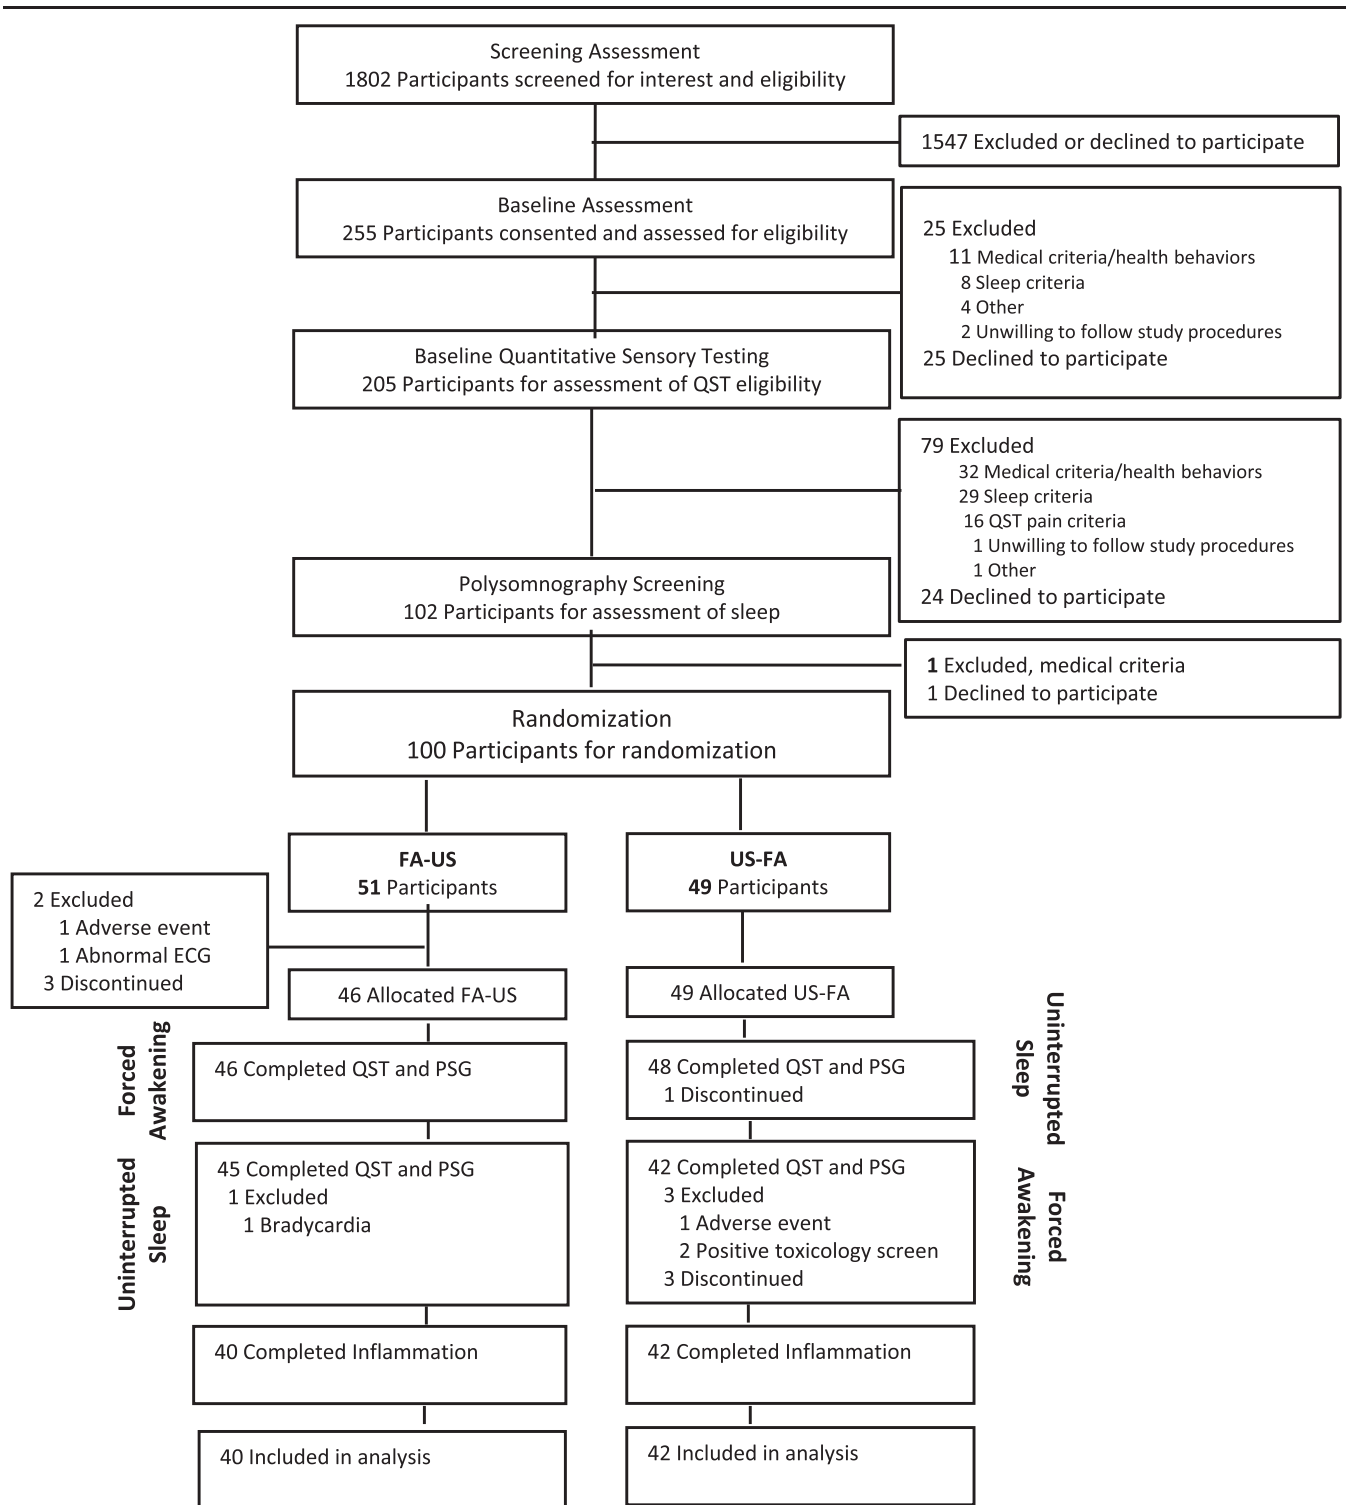 Screening Assessment
1802 Participants screened for interest and eligibility
1547 Excluded or declined to participate
Baseline Assessment
255 Participants consented and assessed for eligibility
25 Excluded
11 Medical criteria/health behaviors
8 Sleep criteria
4 Other
2 Unwilling to follow study procedures
25 Declined to participate
Baseline Quantitative Sensory Testing
205 Participants for assessment of QST eligibility
79 Excluded
32 Medical criteria/health behaviors
29 Sleep criteria
16 QST pain criteria
1 Unwilling to follow study procedures
1 Other
24 Declined to participate
Polysomnography Screening
102 Participants for assessment of sleep
1 Excluded, medical criteria
1 Declined to participate
Randomization
100 Participants for randomization
FA-US
51 Participants
US-FA
49 Participants
2 Excluded
1 Adverse event
1 Abnormal ECG
3 Discontinued
46 Allocated FA-US
49 Allocated US-FA
Forced
Awakening
46 Completed QST and PSG
48 Completed QST and PSG
1 Discontinued
Uninterrupted
Sleep
Uninterrupted
Sleep
45 Completed QST and PSG
1 Excluded
1 Bradycardia
42 Completed QST and PSG
3 Excluded
1 Adverse event
2 Positive toxicology screen
3 Discontinued
Forced
Awakening
40 Completed Inflammation
42 Completed Inflammation
40 Included in analysis
42 Included in analysis